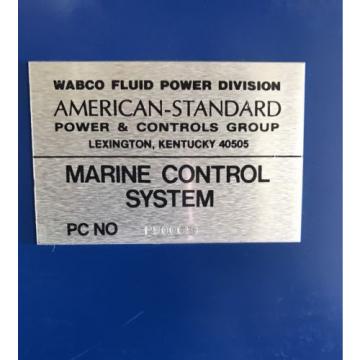 WABCO FLUID POWER DIVISION
AMERICAN-STANDARD
POWER & CONTROLS GROUP
LEXINGTON, KENTUCKY 40505
MARINE CONTROL
SYSTEM
PC NO